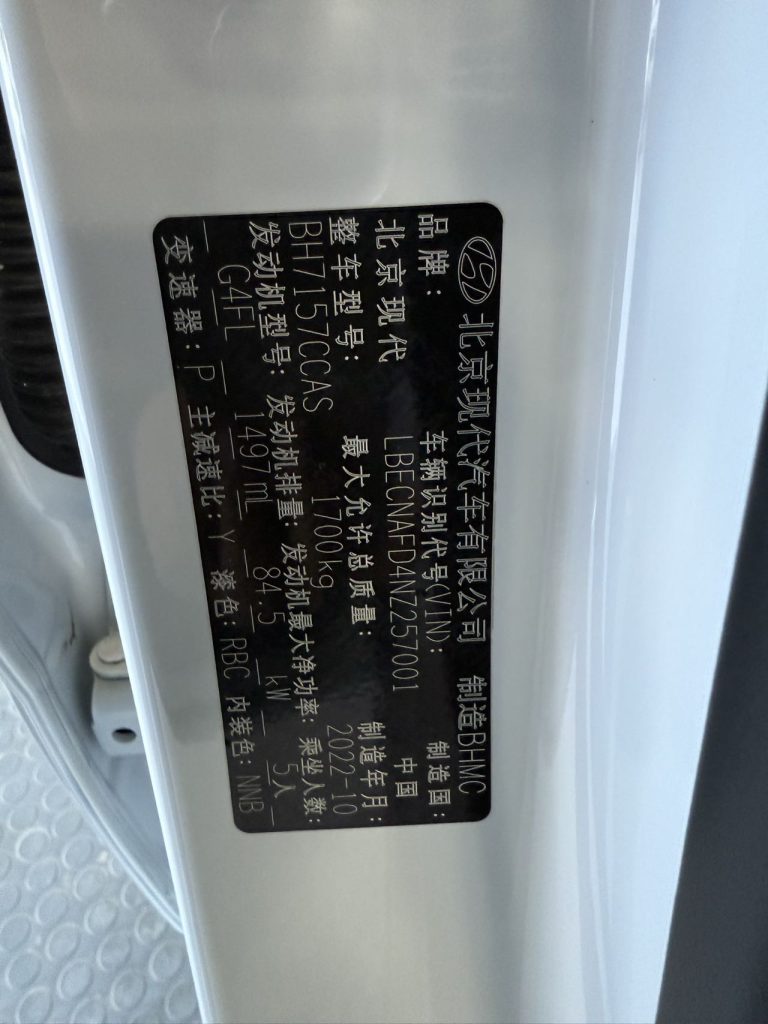 北京现代汽车有限公司 制造BHMC
品牌: 车辆识别代号(VIN): 制造国:
北京现代 LBECNAFD4NZ257001 中国
整车型号: 最大允许总质量: 制造年月:
BH7157CCAS 1700kg 2022-10
发动机型号: 发动机排量: 发动机最大净功率: 乘坐人数:
G4FL 1497mL 84.5 kW 5人
变速器: P 主减速比: Y 漆色: RBC 内装色: NNB